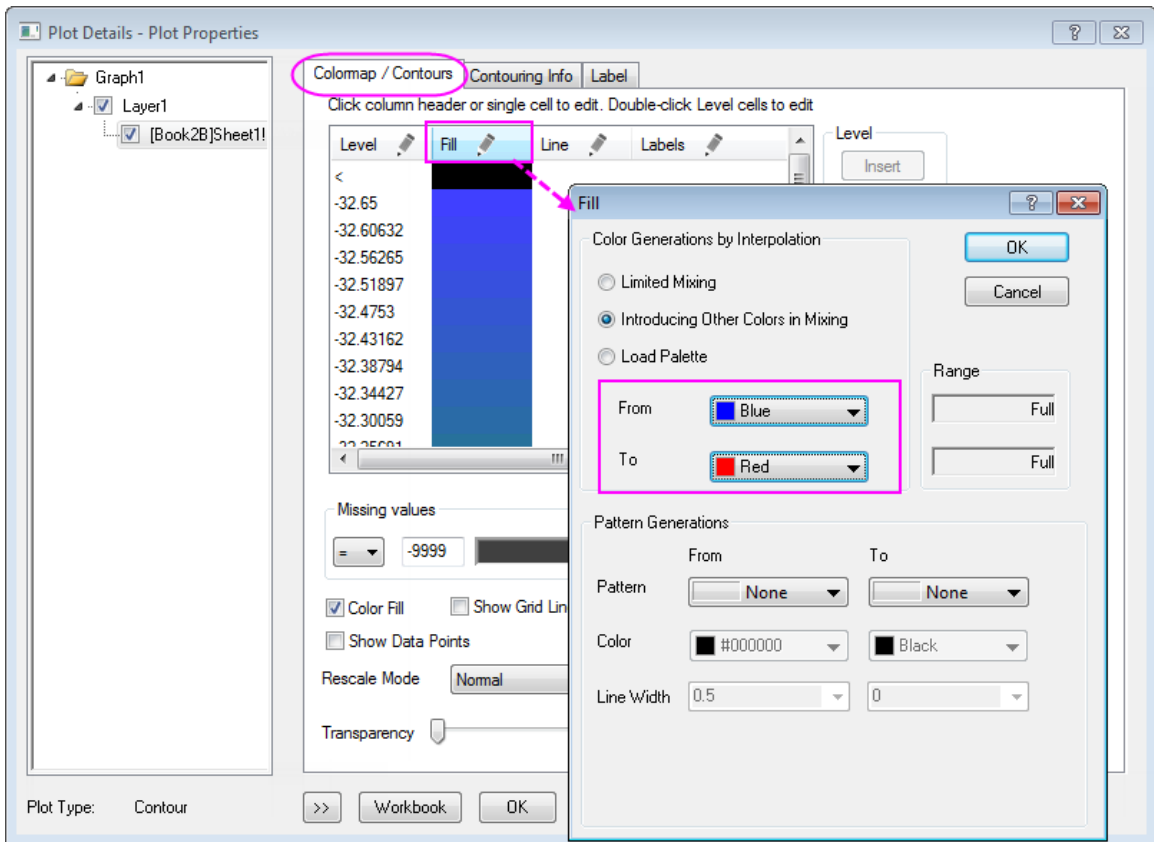 Plot Details - Plot Properties
Graph1
Layer1
[Book2B]Sheet1!
Colormap / Contours
Contouring Info
Label
Click column header or single cell to edit. Double-click Level cells to edit
Level
Fill
Line
Labels
Level
Insert
<
-32.65
-32.60632
-32.56265
-32.51897
-32.4753
-32.43162
-32.38794
-32.34427
-32.30059
Missing values
=
-9999
Color Fill
Show Grid Lin
Show Data Points
Rescale Mode
Normal
Transparency
Plot Type:
Contour
>>
Workbook
OK
Fill
Color Generations by Interpolation
OK
Cancel
Limited Mixing
Introducing Other Colors in Mixing
Load Palette
From
Blue
To
Red
Range
Full
Full
Pattern Generations
From
To
Pattern
None
None
Color
#000000
Black
Line Width
0.5
0